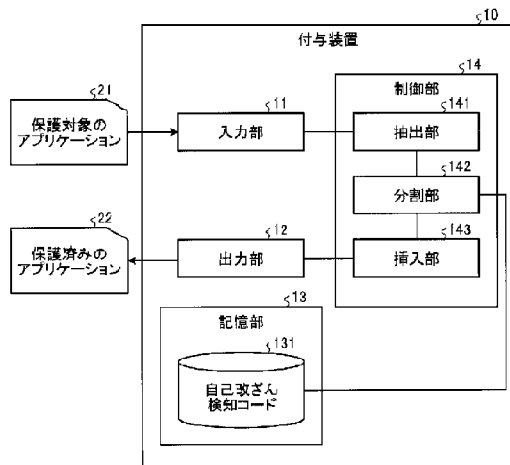 10
付与装置
21
保護対象の
アプリケーション
11
入力部
14
制御部
141
抽出部
142
分割部
143
挿入部
22
保護済みの
アプリケーション
12
出力部
13
記憶部
131
自己改ざん
検知コード